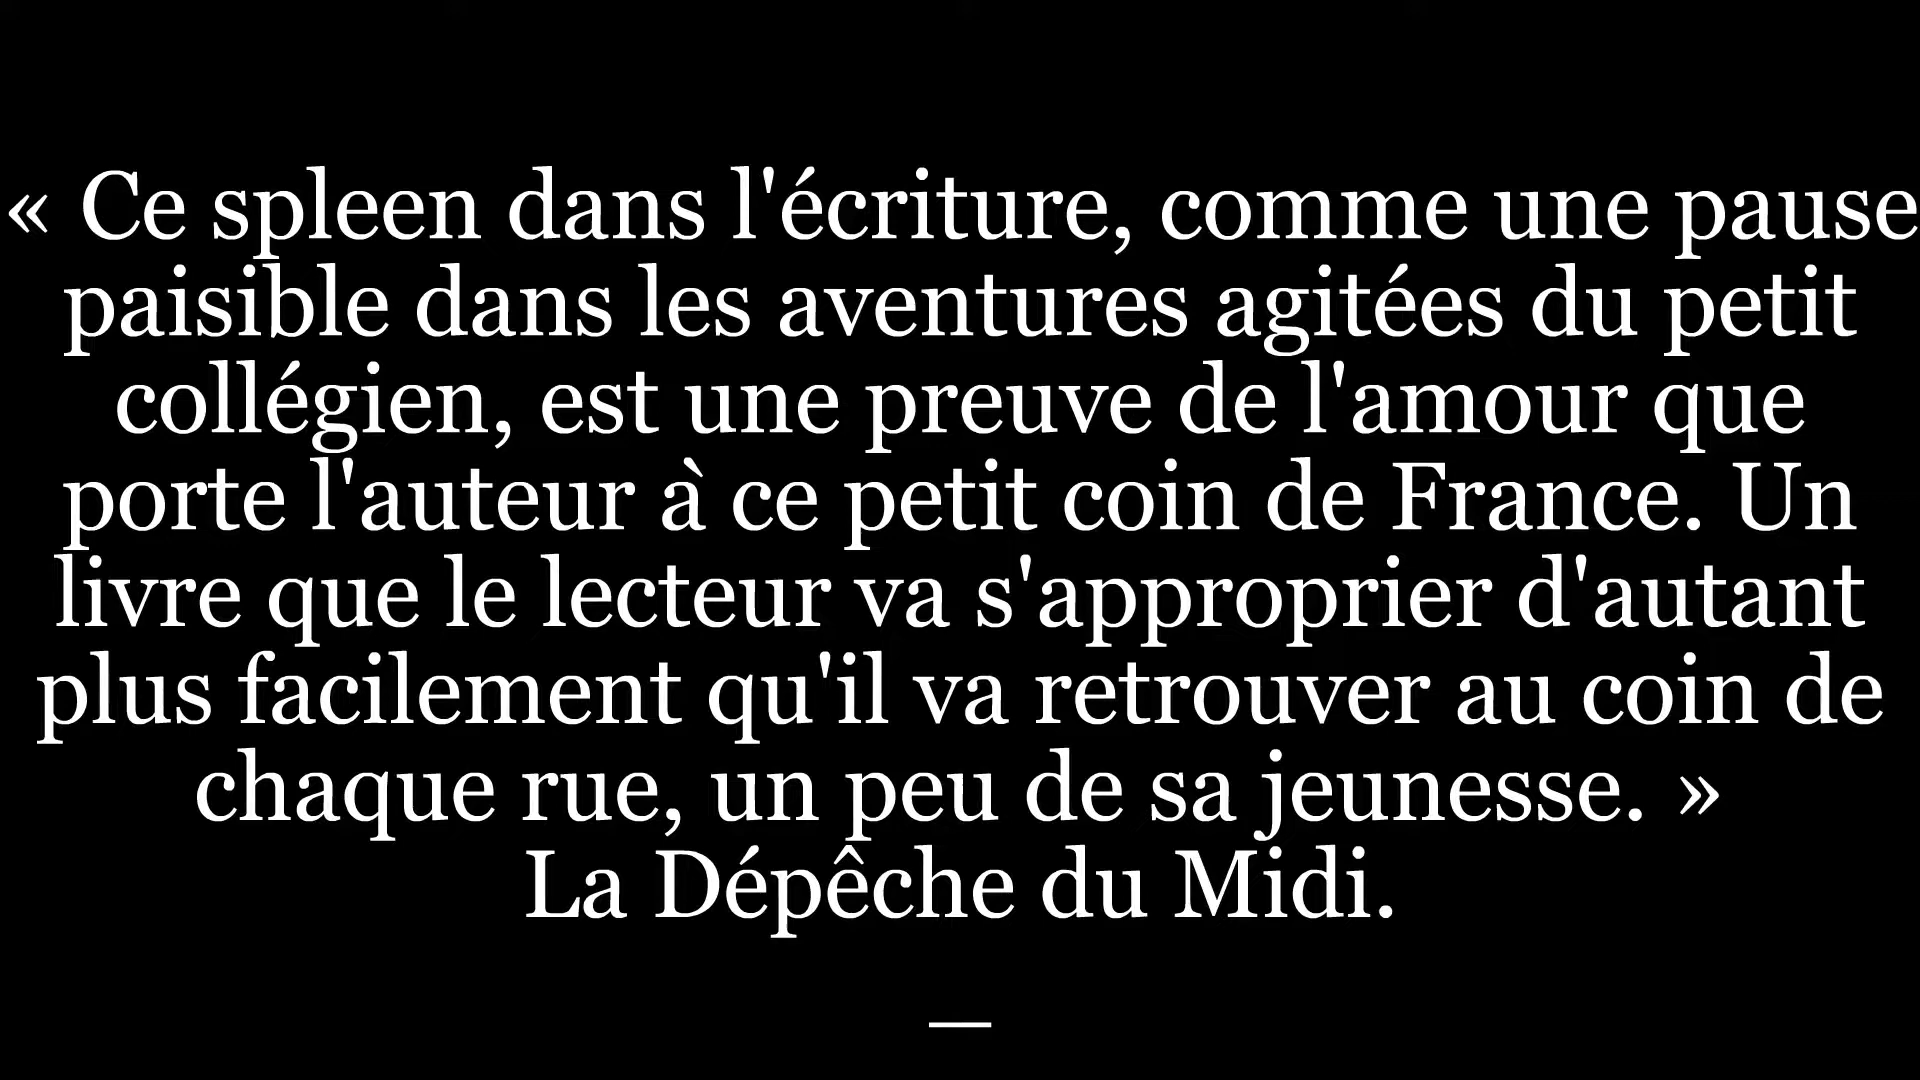 « Ce spleen dans l'écriture, comme une pause
paisible dans les aventures agitées du petit
collégien, est une preuve de l'amour que
porte l'auteur à ce petit coin de France. Un
livre que le lecteur va s'approprier d'autant
plus facilement qu'il va retrouver au coin de
chaque rue, un peu de sa jeunesse. »
La Dépêche du Midi.
—